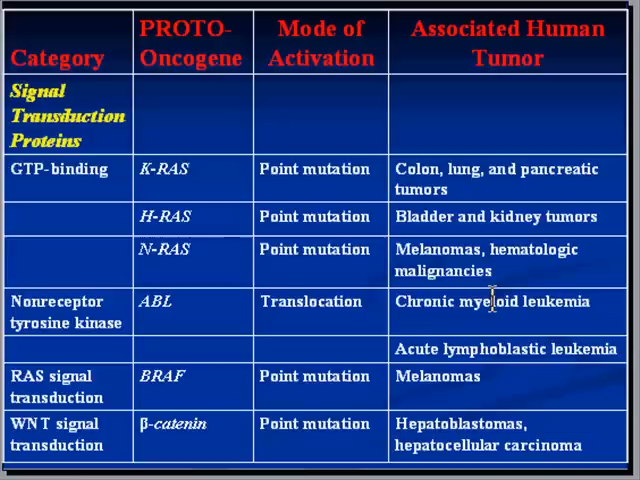 Category
PROTO-
Oncogene
Mode of
Activation
Associated Human
Tumor
Signal
Transduction
Proteins
GTP-binding
K-RAS
Point mutation
Colon, lung, and pancreatic
tumors
H-RAS
Point mutation
Bladder and kidney tumors
N-RAS
Point mutation
Melanomas, hematologic
malignancies
Nonreceptor
tyrosine kinase
ABL
Translocation
Chronic myeloid leukemia
Acute lymphoblastic leukemia
RAS signal
transduction
BRAF
Point mutation
Melanomas
WNT signal
transduction
β-catenin
Point mutation
Hepatoblastomas,
hepatocellular carcinoma